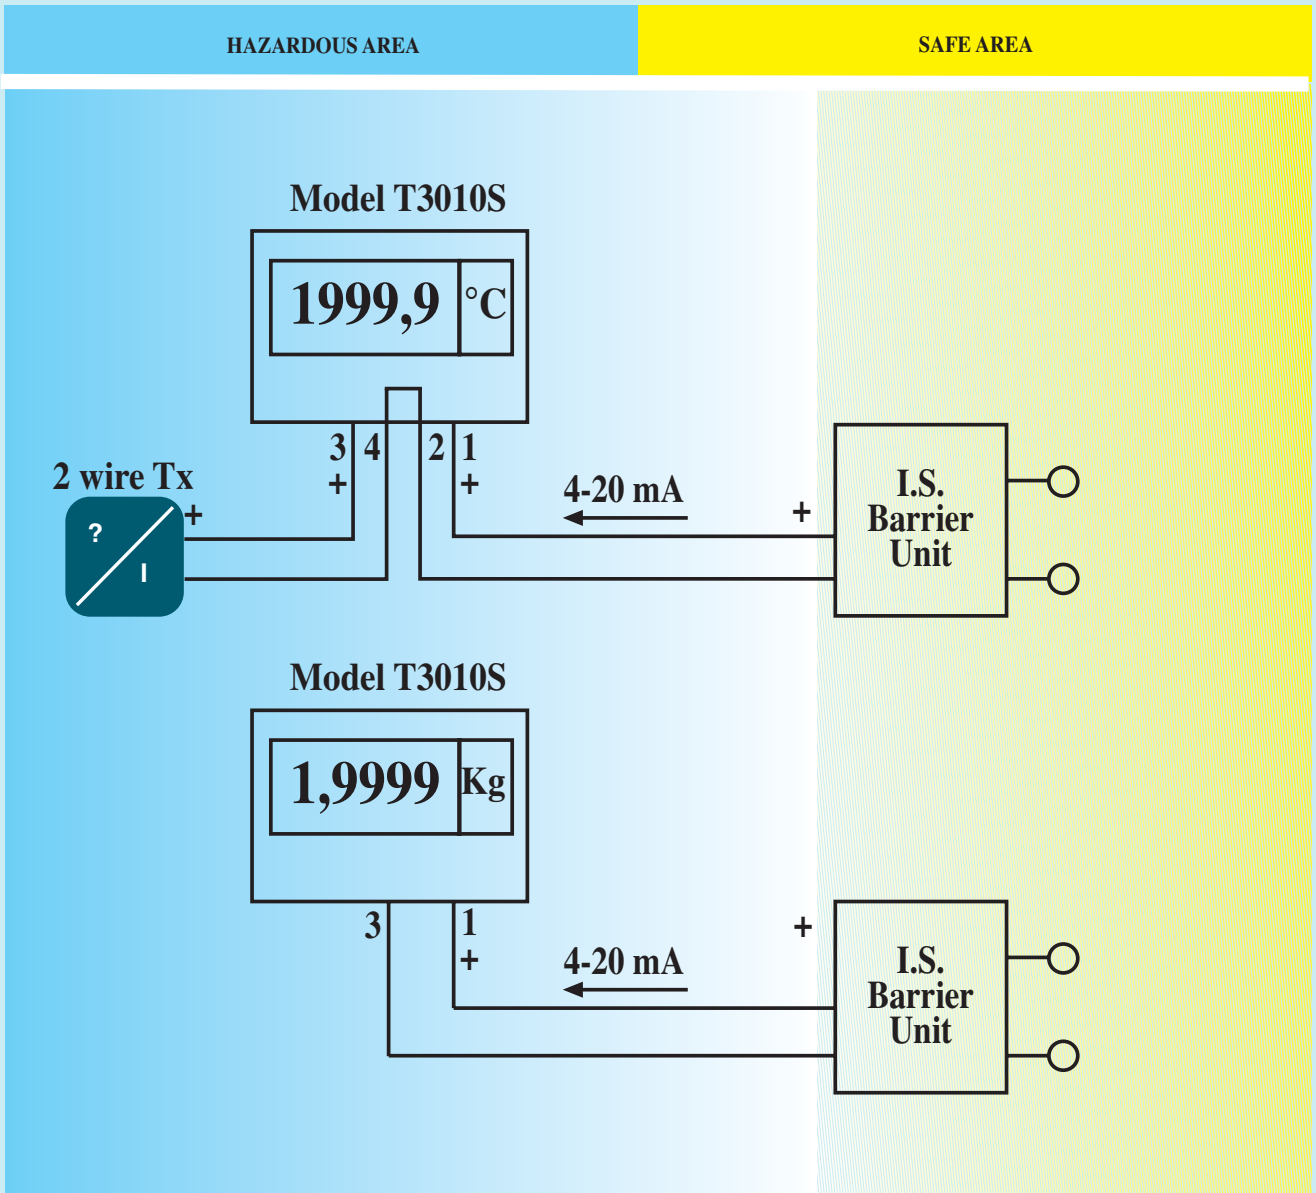 HAZARDOUS AREA
SAFE AREA
Model T3010S
1999,9 °C
3 4 2 1
+ +
2 wire Tx
+
?
I
4-20 mA
+
I.S.
Barrier
Unit
Model T3010S
1,9999 Kg
3 1
+
4-20 mA
+
I.S.
Barrier
Unit